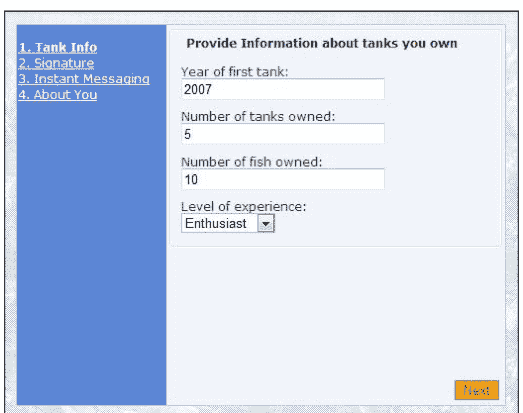 1. Tank Info
2. Signature
3. Instant Messaging
4. About You
Provide Information about tanks you own
Year of first tank:
2007
Number of tanks owned:
5
Number of fish owned:
10
Level of experience:
Enthusiast
Next